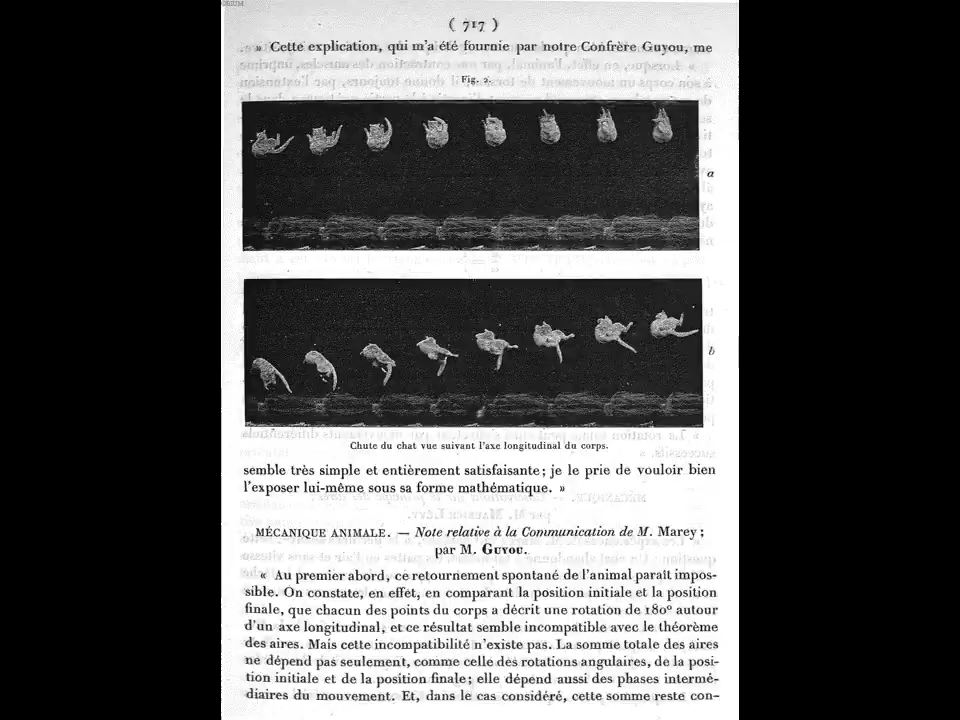 ( 717 )
» Cette explication, qui m'a été fournie par notre Confrère Guyou, me
Fig. 2.
a
b
Chute du chat vue suivant l'axe longitudinal du corps.
semble très simple et entièrement satisfaisante; je le prie de vouloir bien
l'exposer lui-même sous sa forme mathématique. »
MÉCANIQUE ANIMALE. — Note relative à la Communication de M. Marey;
par M. Guyou.
« Au premier abord, ce retournement spontané de l'animal paraît impos-
sible. On constate, en effet, en comparant la position initiale et la position
finale, que chacun des points du corps a décrit une rotation de 180° autour
d'un axe longitudinal, et ce résultat semble incompatible avec le théorème
des aires. Mais cette incompatibilité n'existe pas. La somme totale des aires
ne dépend pas seulement, comme celle des rotations angulaires, de la posi-
tion initiale et de la position finale; elle dépend aussi des phases intermé-
diaires du mouvement. Et, dans le cas considéré, cette somme reste con-